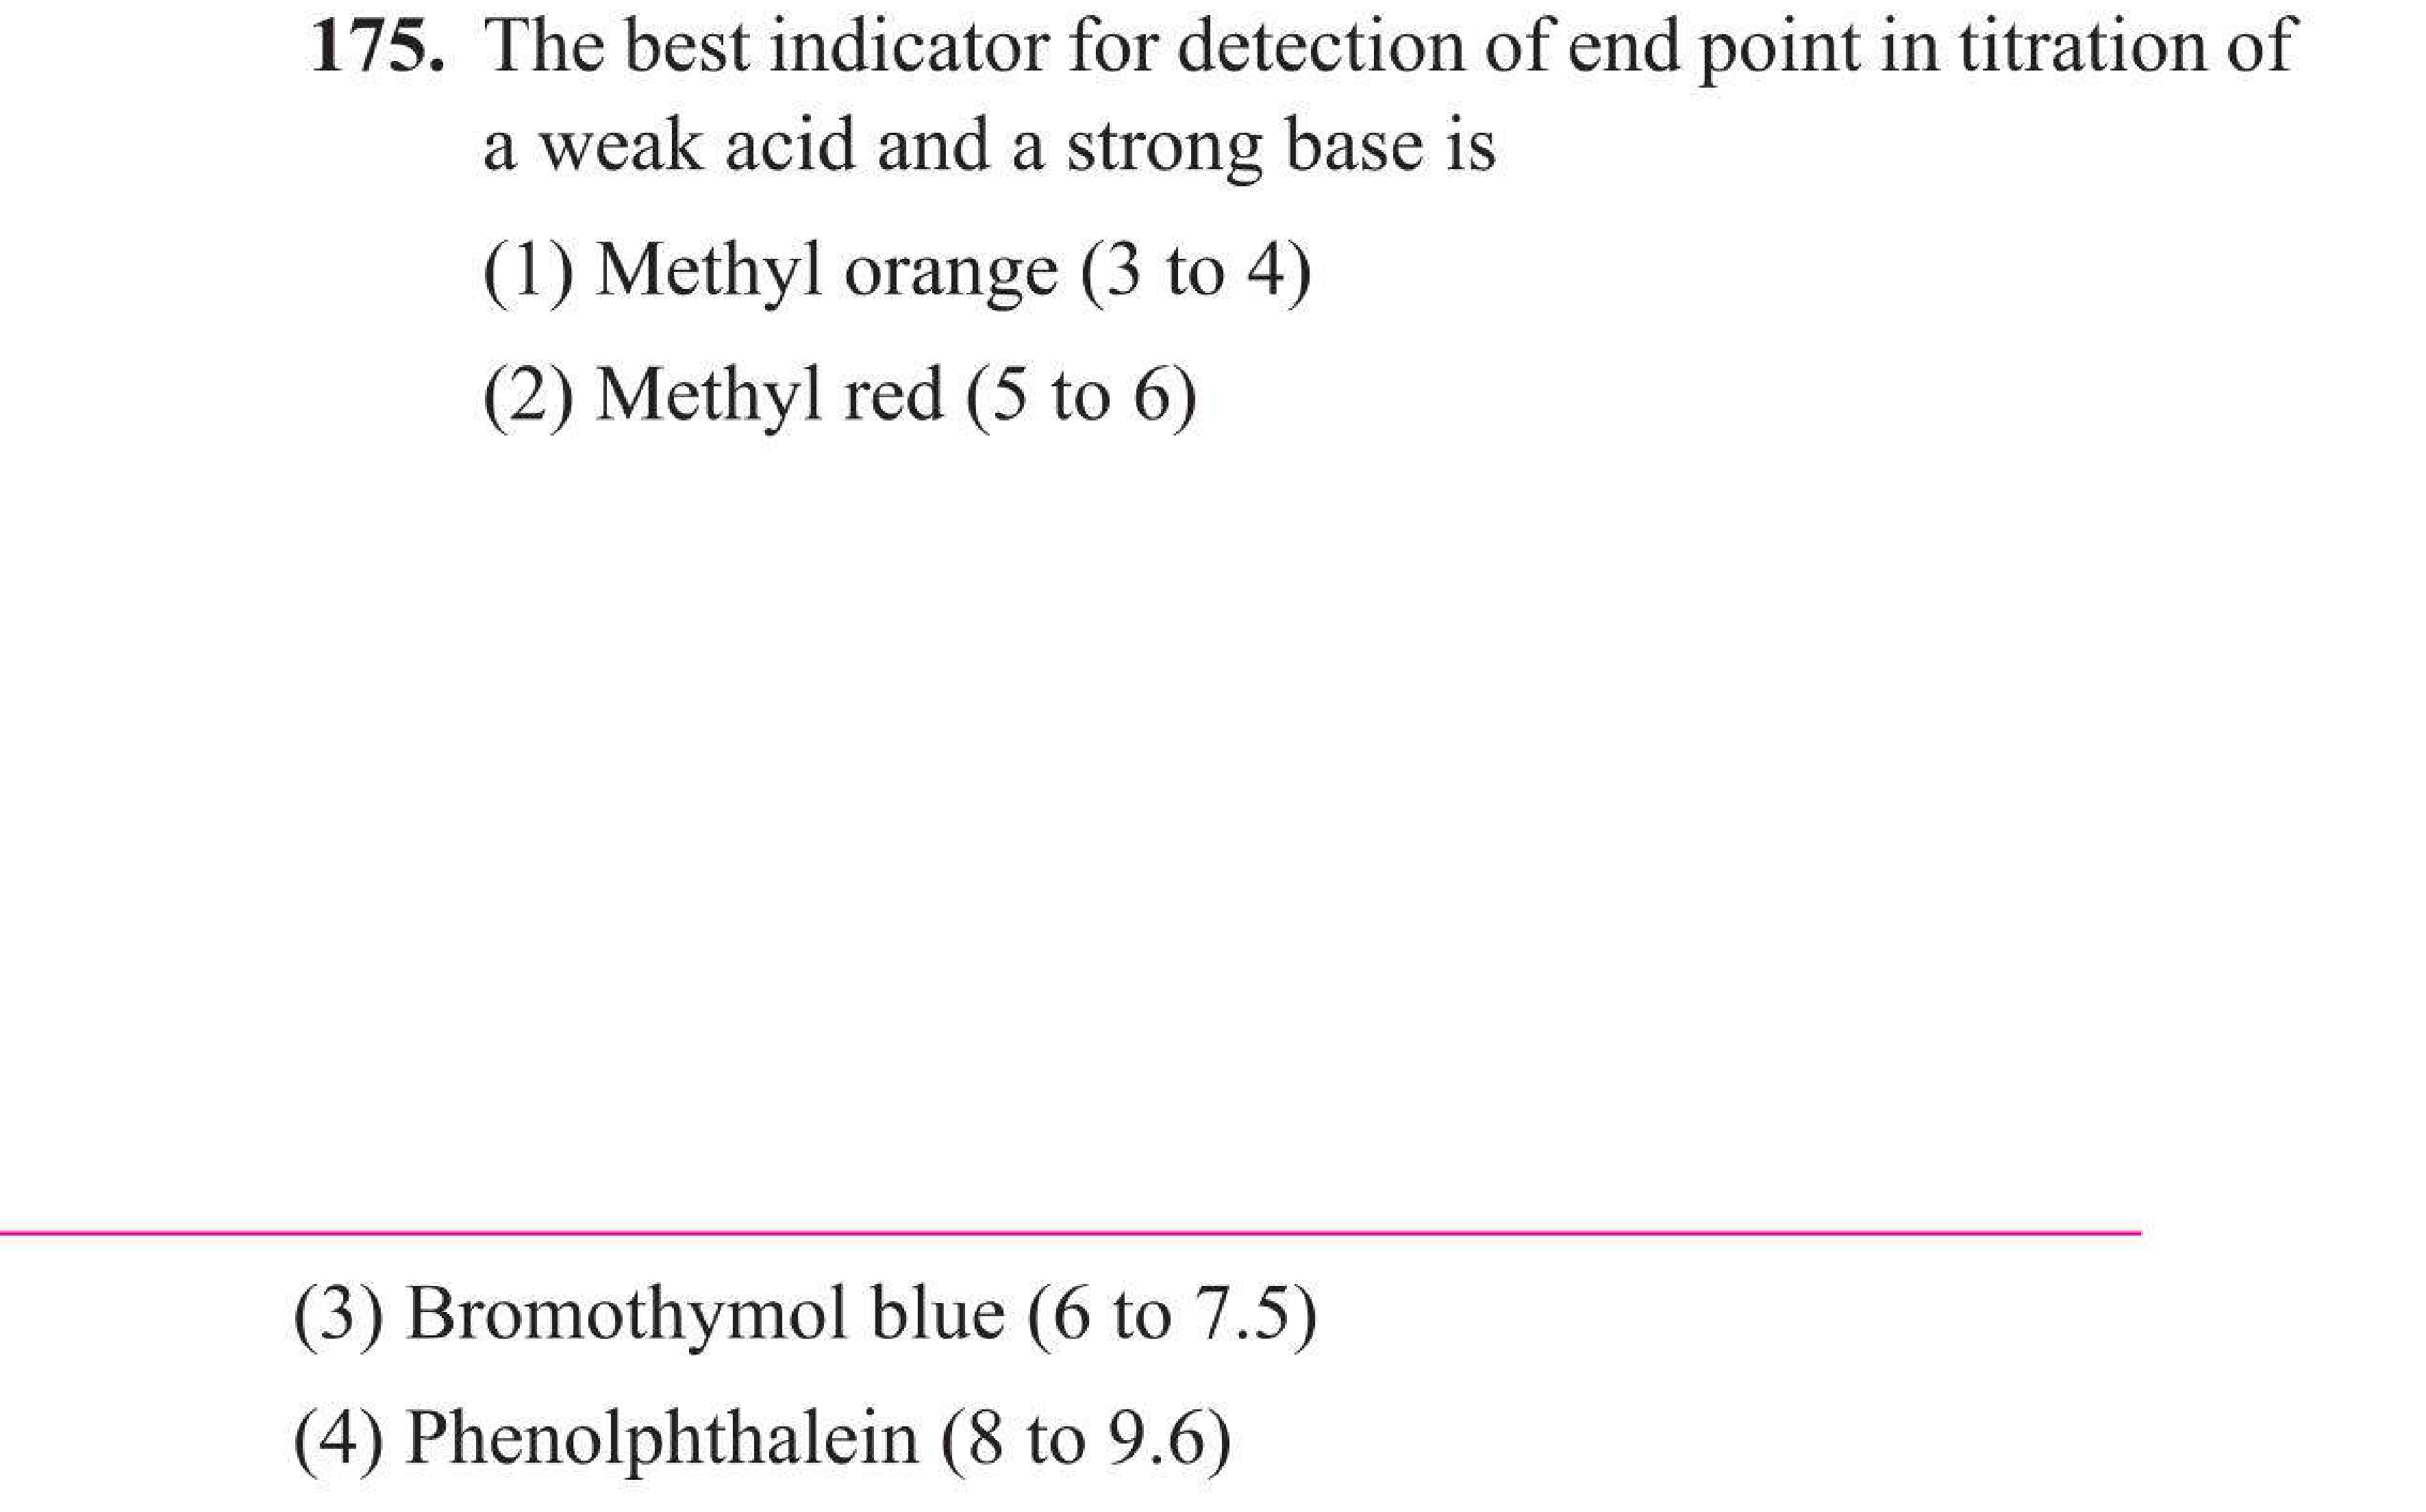 175. The best indicator for detection of end point in titration of
a weak acid and a strong base is
(1) Methyl orange (3 to 4)
(2) Methyl red (5 to 6)
(3) Bromothymol blue (6 to 7.5)
(4) Phenolphthalein (8 to 9.6)